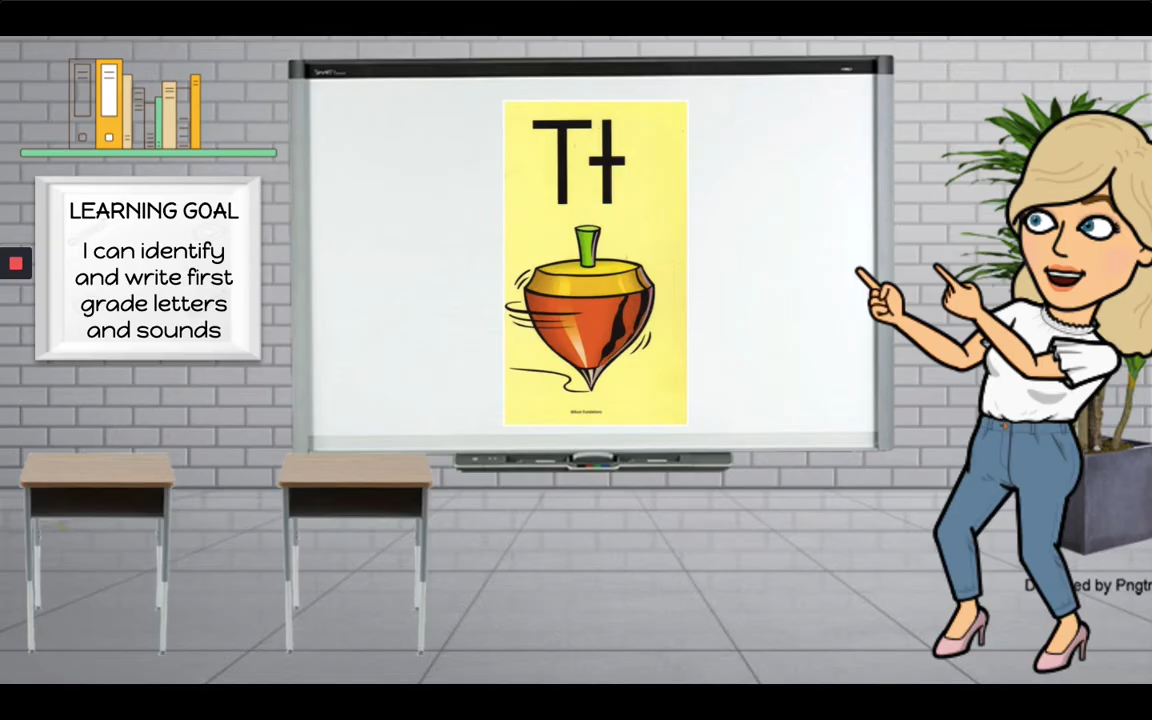 LEARNING GOAL
I can identify
and write first
grade letters
and sounds
Tt